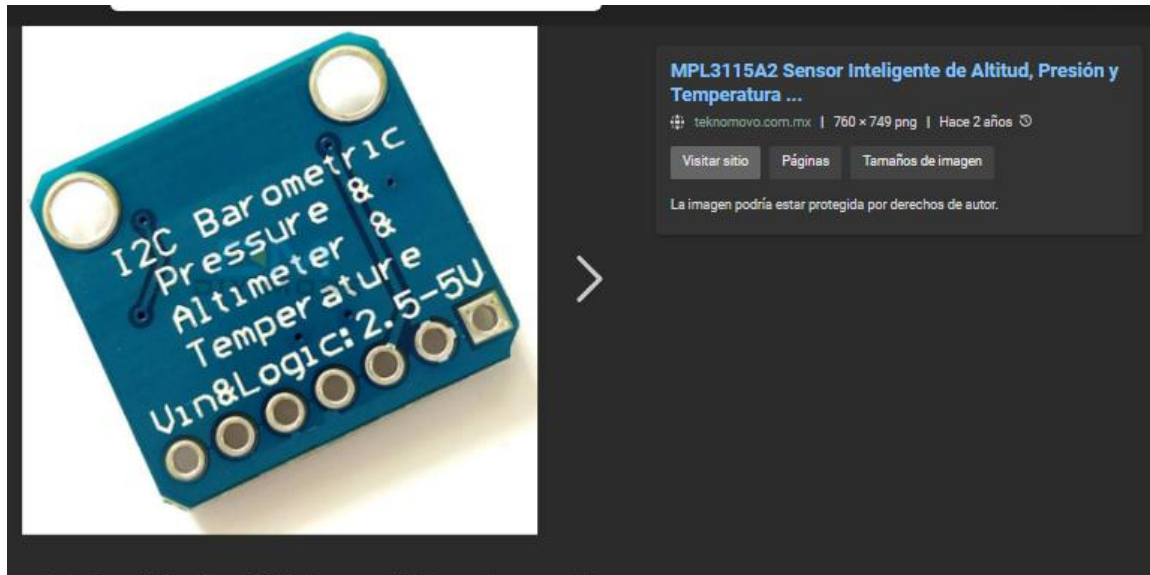 I2C Barometric
Pressure &
Altimeter &
Temperature
Vin&Logic:2.5-5V
MPL3115A2 Sensor Inteligente de Altitud, Presión y
Temperatura ...
teknomovo.com.mx | 760 × 749 png | Hace 2 años
Visitar sitio Páginas Tamaños de imagen
La imagen podría estar protegida por derechos de autor.